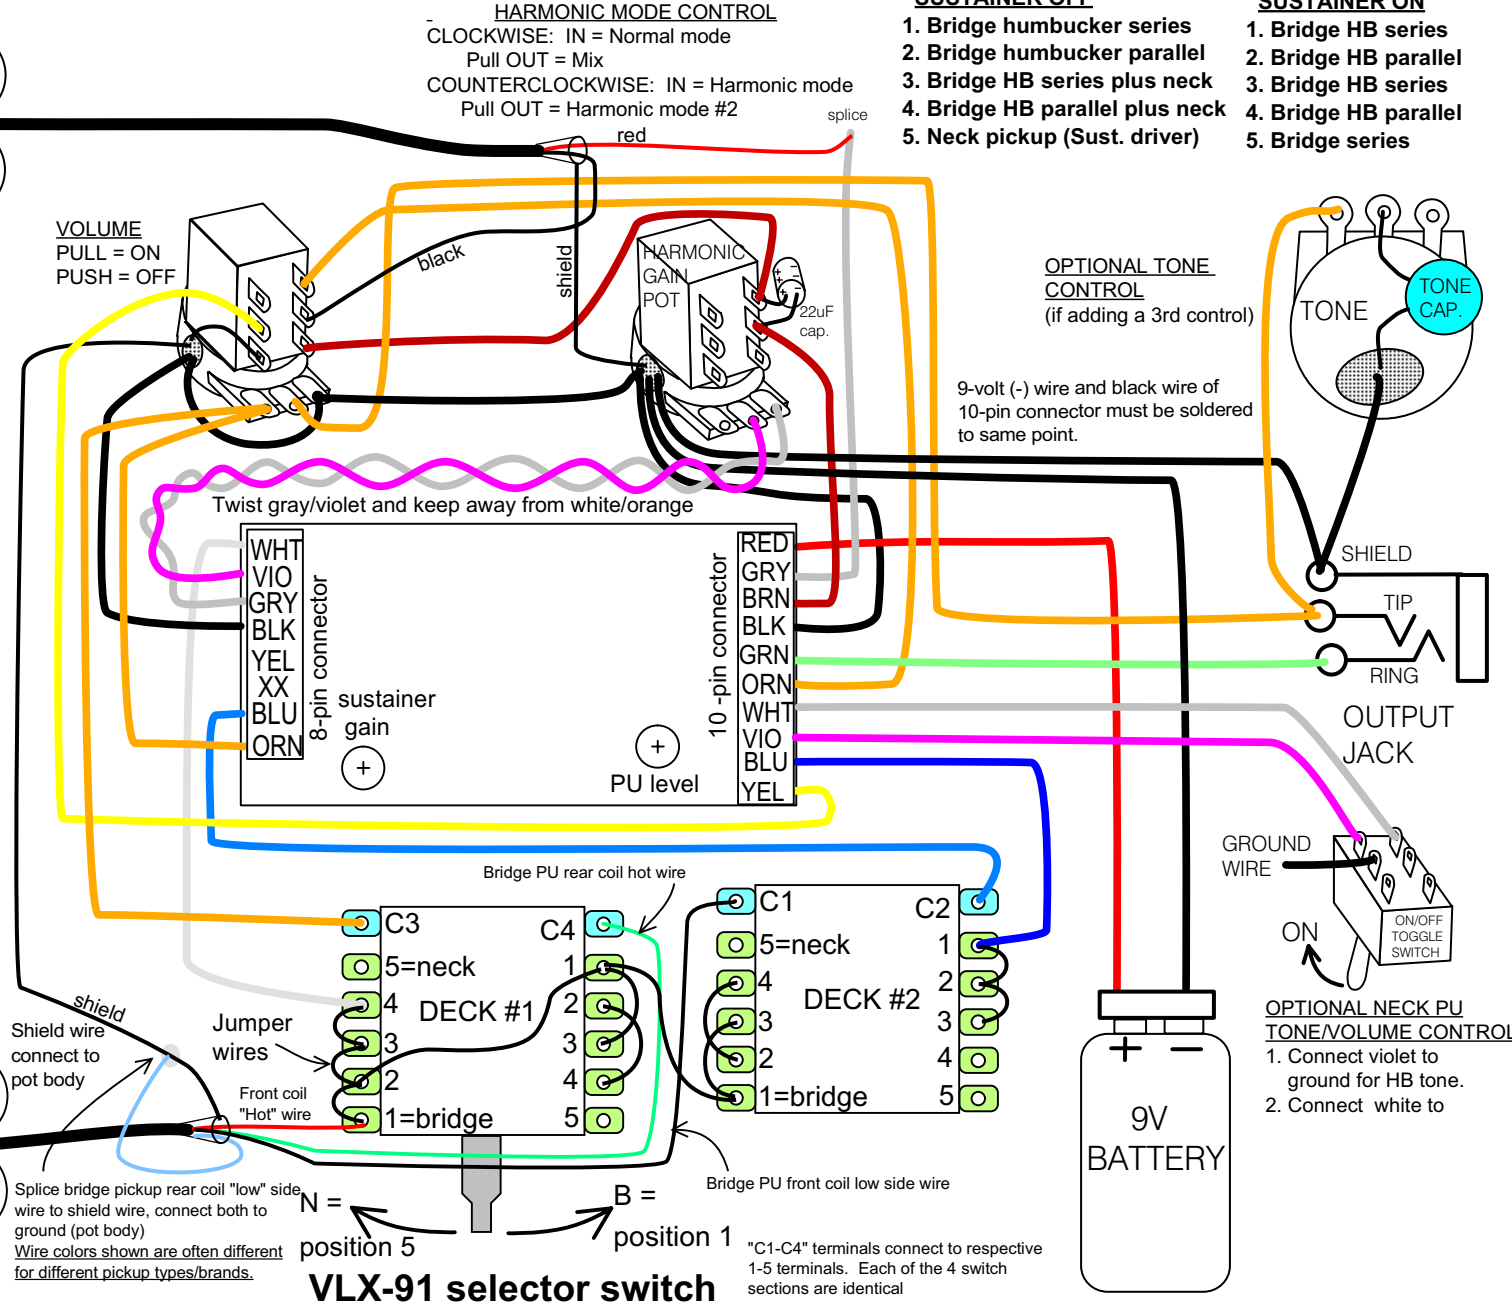 HARMONIC MODE CONTROL
CLOCKWISE: IN = Normal mode
Pull OUT = Mix
COUNTERCLOCKWISE: IN = Harmonic mode
Pull OUT = Harmonic mode #2
SUSTAINER OFF
1. Bridge humbucker series
2. Bridge humbucker parallel
3. Bridge HB series plus neck
4. Bridge HB parallel plus neck
5. Neck pickup (Sust. driver)
SUSTAINER ON
1. Bridge HB series
2. Bridge HB parallel
3. Bridge HB series
4. Bridge HB parallel
5. Bridge series
splice
red
VOLUME
PULL = ON
PUSH = OFF
black
shield
HARMONIC
GAIN
POT
22uF
cap.
OPTIONAL TONE
CONTROL
(if adding a 3rd control)
TONE
TONE
CAP.
9-volt (-) wire and black wire of
10-pin connector must be soldered
to same point.
Twist gray/violet and keep away from white/orange
WHT
VIO
GRY
BLK
YEL
XX
BLU
ORN
8-pin connector
sustainer
gain
PU level
10 -pin connector
RED
GRY
BRN
BLK
GRN
ORN
WHT
VIO
BLU
YEL
SHIELD
TIP
RING
OUTPUT
JACK
GROUND
WIRE
ON
ON/OFF
TOGGLE
SWITCH
OPTIONAL NECK PU
TONE/VOLUME CONTROL
1. Connect violet to
ground for HB tone.
2. Connect white to
Bridge PU rear coil hot wire
C3
5=neck
4
3
2
1=bridge
DECK #1
C4
1
2
3
4
5
C1
5=neck
4
3
2
1=bridge
DECK #2
C2
1
2
3
4
5
+ −
9V
BATTERY
shield
Shield wire
connect to
pot body
Jumper
wires
Front coil
"Hot" wire
Splice bridge pickup rear coil "low" side
wire to shield wire, connect both to
ground (pot body)
Wire colors shown are often different
for different pickup types/brands.
N =
position 5
B =
position 1
Bridge PU front coil low side wire
VLX-91 selector switch
"C1-C4" terminals connect to respective
1-5 terminals. Each of the 4 switch
sections are identical